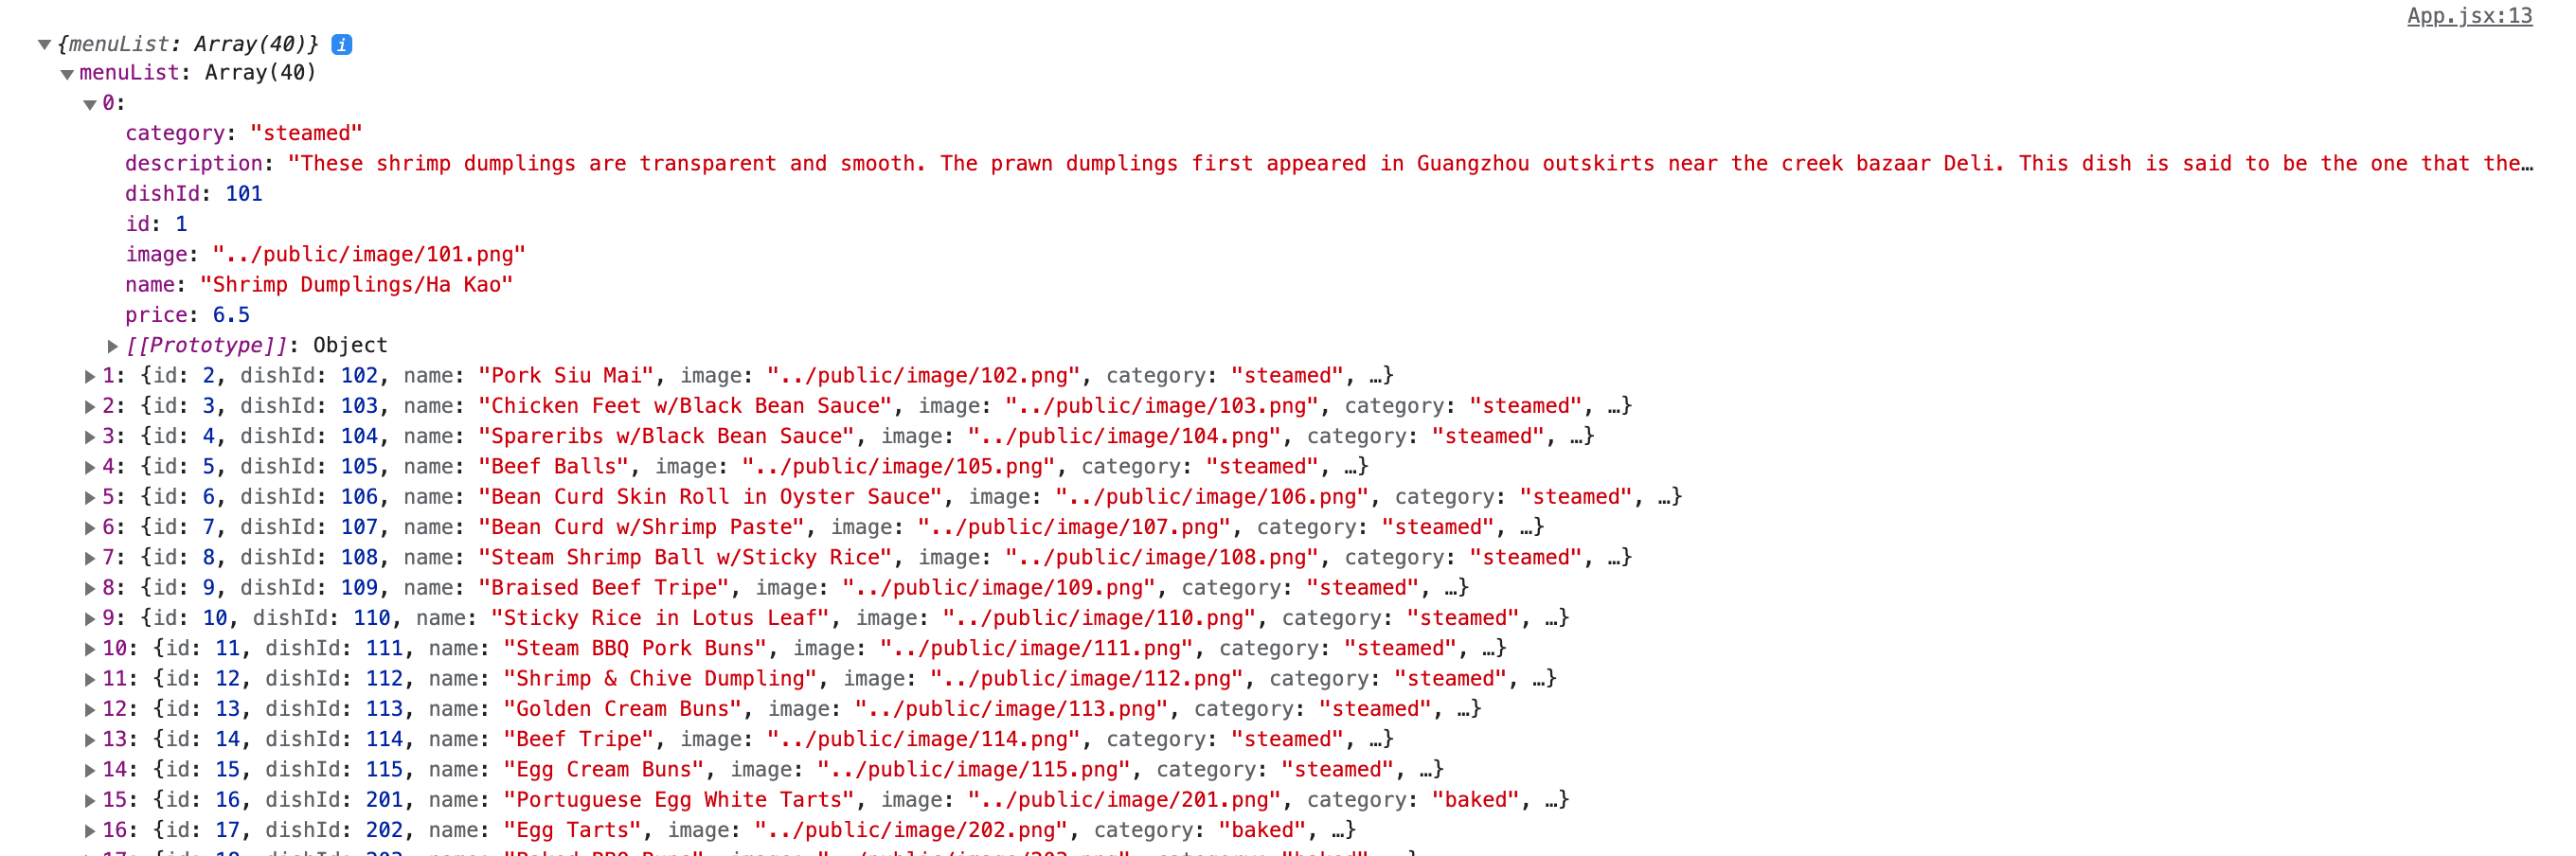 App.jsx:13
{menuList: Array(40)} i
menuList: Array(40)
0:
category: "steamed"
description: "These shrimp dumplings are transparent and smooth. The prawn dumplings first appeared in Guangzhou outskirts near the creek bazaar Deli. This dish is said to be the one that the…
dishId: 101
id: 1
image: "../public/image/101.png"
name: "Shrimp Dumplings/Ha Kao"
price: 6.5
[[Prototype]]: Object
1: {id: 2, dishId: 102, name: "Pork Siu Mai", image: "../public/image/102.png", category: "steamed", …}
2: {id: 3, dishId: 103, name: "Chicken Feet w/Black Bean Sauce", image: "../public/image/103.png", category: "steamed", …}
3: {id: 4, dishId: 104, name: "Spareribs w/Black Bean Sauce", image: "../public/image/104.png", category: "steamed", …}
4: {id: 5, dishId: 105, name: "Beef Balls", image: "../public/image/105.png", category: "steamed", …}
5: {id: 6, dishId: 106, name: "Bean Curd Skin Roll in Oyster Sauce", image: "../public/image/106.png", category: "steamed", …}
6: {id: 7, dishId: 107, name: "Bean Curd w/Shrimp Paste", image: "../public/image/107.png", category: "steamed", …}
7: {id: 8, dishId: 108, name: "Steam Shrimp Ball w/Sticky Rice", image: "../public/image/108.png", category: "steamed", …}
8: {id: 9, dishId: 109, name: "Braised Beef Tripe", image: "../public/image/109.png", category: "steamed", …}
9: {id: 10, dishId: 110, name: "Sticky Rice in Lotus Leaf", image: "../public/image/110.png", category: "steamed", …}
10: {id: 11, dishId: 111, name: "Steam BBQ Pork Buns", image: "../public/image/111.png", category: "steamed", …}
11: {id: 12, dishId: 112, name: "Shrimp & Chive Dumpling", image: "../public/image/112.png", category: "steamed", …}
12: {id: 13, dishId: 113, name: "Golden Cream Buns", image: "../public/image/113.png", category: "steamed", …}
13: {id: 14, dishId: 114, name: "Beef Tripe", image: "../public/image/114.png", category: "steamed", …}
14: {id: 15, dishId: 115, name: "Egg Cream Buns", image: "../public/image/115.png", category: "steamed", …}
15: {id: 16, dishId: 201, name: "Portuguese Egg White Tarts", image: "../public/image/201.png", category: "baked", …}
16: {id: 17, dishId: 202, name: "Egg Tarts", image: "../public/image/202.png", category: "baked", …}